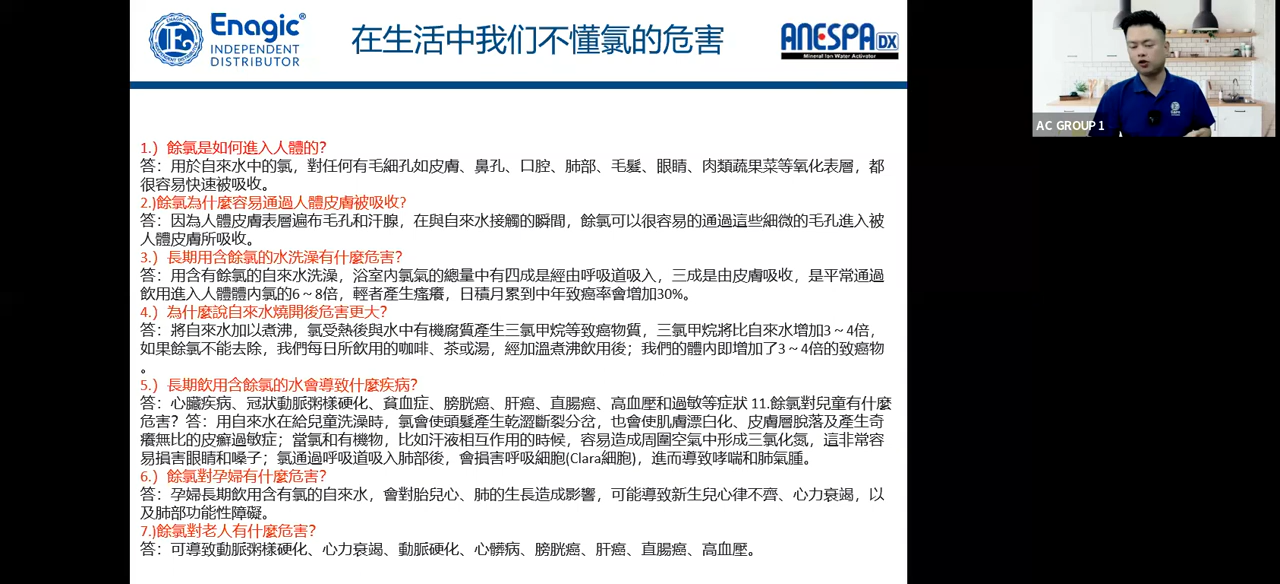 Enagic®
INDEPENDENT
DISTRIBUTOR
在生活中我们不懂氯的危害
ANESPA DX
Mineral Ion Water Activator
AC GROUP 1
1.）餘氯是如何進入人體的？
答：用於自來水中的氯，對任何有毛細孔如皮膚、鼻孔、口腔、肺部、毛髮、眼睛、肉類蔬果菜等氧化表層，都
很容易快速被吸收。
2.)餘氯為什麼容易通過人體皮膚被吸收?
答：因為人體皮膚表層遍布毛孔和汗腺，在與自來水接觸的瞬間，餘氯可以很容易的通過這些細微的毛孔進入被
人體皮膚所吸收。
3.）長期用含餘氯的水洗澡有什麼危害？
答：用含有餘氯的自來水洗澡，浴室內氯氣的總量中有四成是經由呼吸道吸入，三成是由皮膚吸收，是平常通過
飲用進入人體體內氯的6～8倍，輕者產生瘙癢，日積月累到中年致癌率會增加30%。
4.）為什麼說自來水燒開後危害更大？
答：將自來水加以煮沸，氯受熱後與水中有機腐質產生三氯甲烷等致癌物質，三氯甲烷將比自來水增加3～4倍，
如果餘氯不能去除，我們每日所飲用的咖啡、茶或湯，經加溫煮沸飲用後；我們的體內即增加了3～4倍的致癌物
。
5.）長期飲用含餘氯的水會導致什麼疾病？
答：心臟疾病、冠狀動脈粥樣硬化、貧血症、膀胱癌、肝癌、直腸癌、高血壓和過敏等症狀 11.餘氯對兒童有什麼
危害？答：用自來水在給兒童洗澡時，氯會使頭髮產生乾澀斷裂分岔，也會使肌膚漂白化、皮膚層脫落及產生奇
癢無比的皮癬過敏症；當氯和有機物，比如汗液相互作用的時候，容易造成周圍空氣中形成三氯化氮，這非常容
易損害眼睛和嗓子；氯通過呼吸道吸入肺部後，會損害呼吸細胞(Clara細胞)，進而導致哮喘和肺氣腫。
6.）餘氯對孕婦有什麼危害？
答：孕婦長期飲用含有氯的自來水，會對胎兒心、肺的生長造成影響，可能導致新生兒心律不齊、心力衰竭，以
及肺部功能性障礙。
7.)餘氯對老人有什麼危害？
答：可導致動脈粥樣硬化、心力衰竭、動脈硬化、心髒病、膀胱癌、肝癌、直腸癌、高血壓。